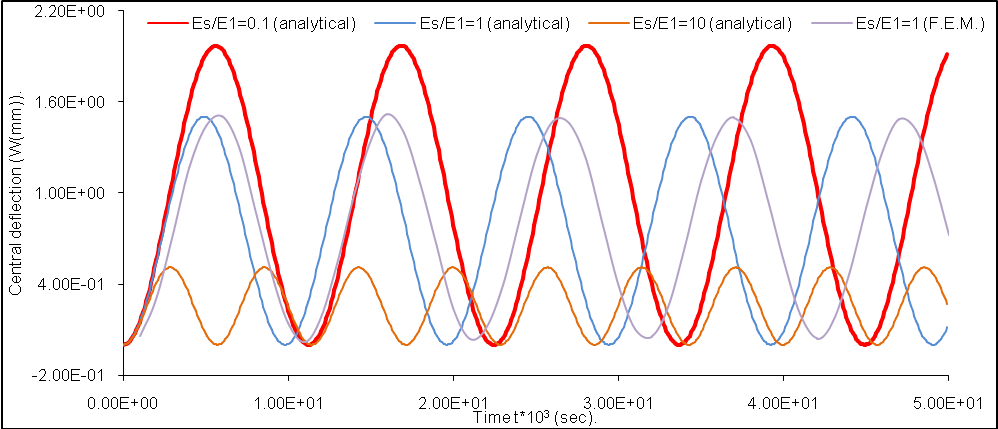 2.20E+00
Es/E1=0.1 (analytical) Es/E1=1 (analytical) Es/E1=10 (analytical) Es/E1=1 (F.E.M.)
1.60E+00
1.00E+00
4.00E-01
-2.00E-01
Central deflection (W(mm)).
0.00E+00 1.00E+01 2.00E+01 3.00E+01 4.00E+01 5.00E+01
Time t*10³ (sec).